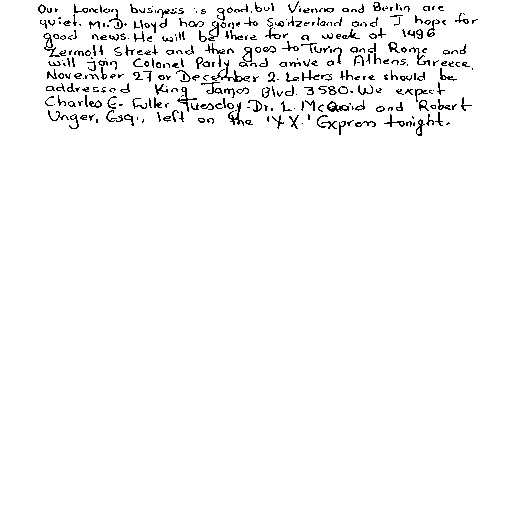 Our London business is good, but Vienna and Berlin are
quiet. Mr. D. Lloyd has gone to Switzerland and I hope for
good news. He will be there for a week at 1496
Zermott Street and then goes to Turin and Rome and
will join Colonel Party and arrive at Athens, Greece,
November 27 or December 2. Letters there should be
addressed King James Blvd. 3580. We expect
Charles E. Fuller Tuesday. Dr. L. McQuaid and Robert
Unger, Esq., left on the 'Y.X.' Express tonight.